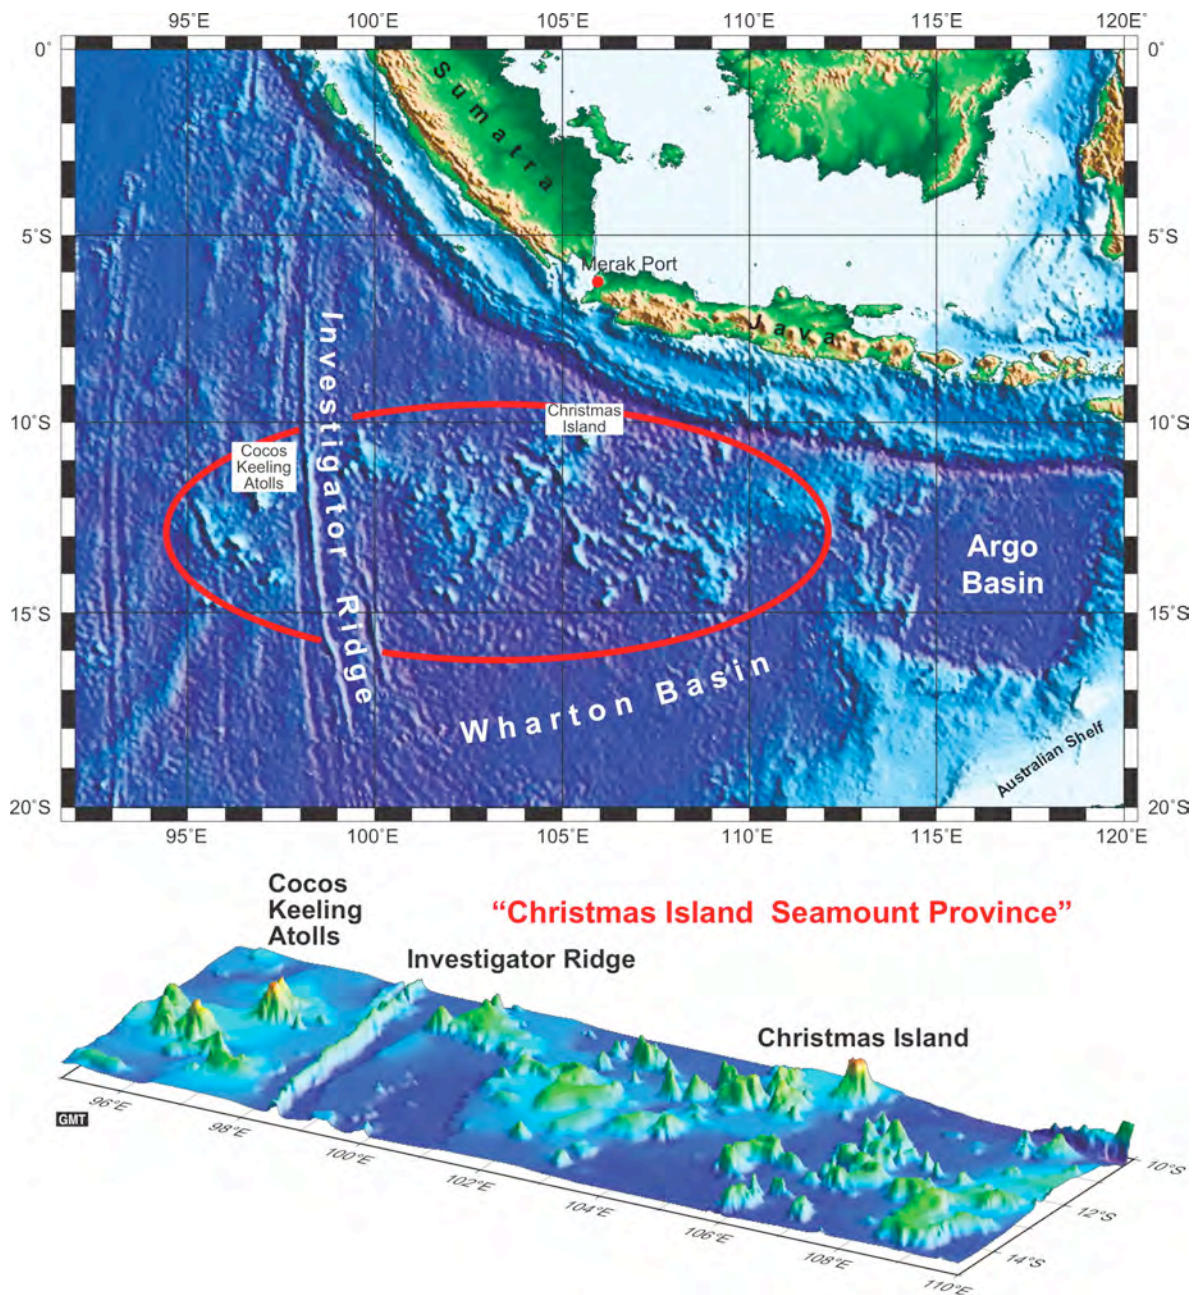 95°E 100°E 105°E 110°E 115°E 120°E
0° 0°
Sumatra
5°S 5°S
Merak Port
Java
Investigator Ridge
10°S 10°S
Christmas
Island
Cocos
Keeling
Atolls
Argo
Basin
15°S 15°S
Wharton Basin
Australian Shelf
20°S 20°S
95°E 100°E 105°E 110°E 115°E 120°E
Cocos
Keeling
Atolls
“Christmas Island Seamount Province”
Investigator Ridge
Christmas Island
96°E
98°E
100°E
102°E
104°E
106°E
108°E
110°E
10°S
12°S
14°S
GMT